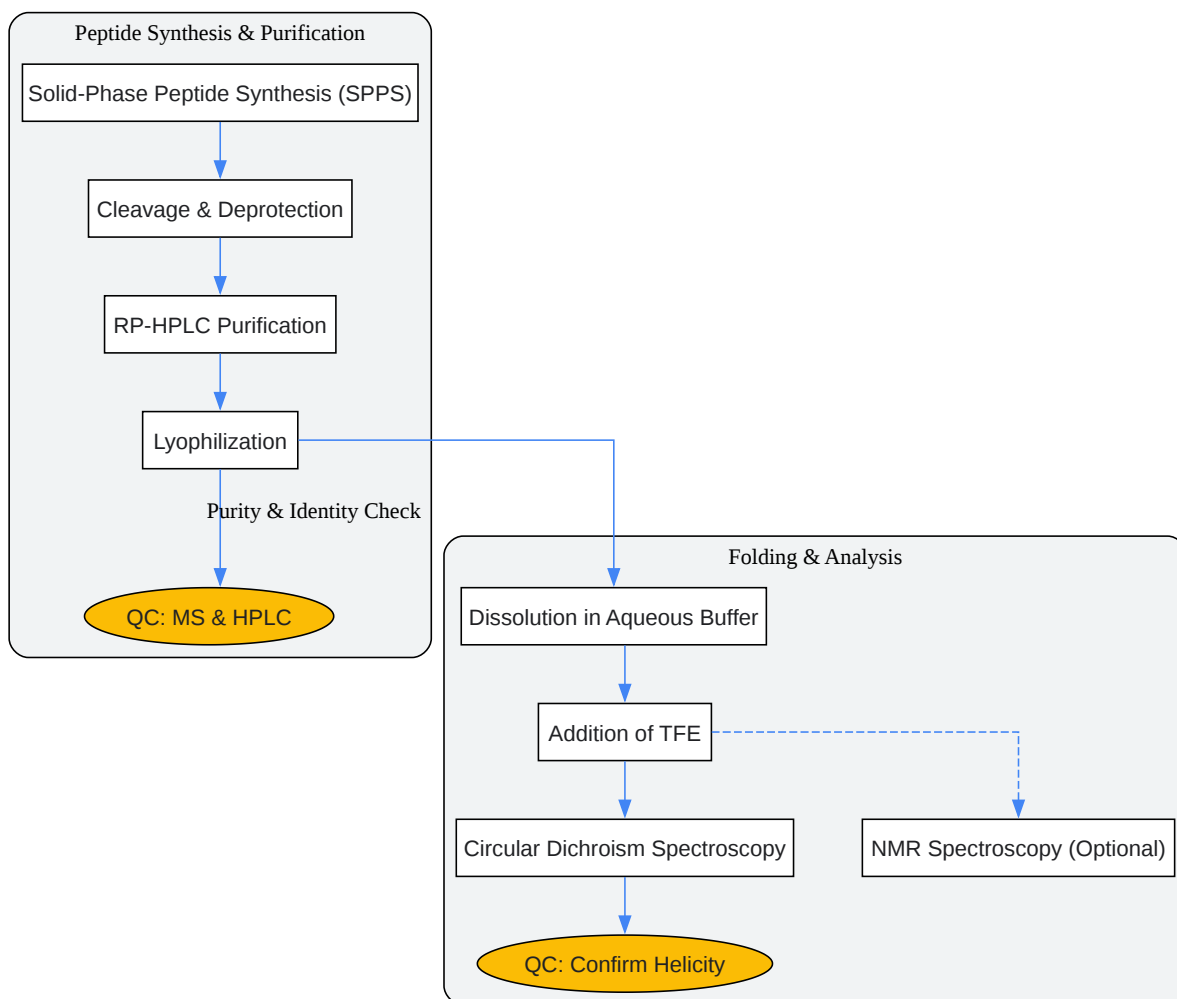 Peptide Synthesis & Purification
Solid-Phase Peptide Synthesis (SPPS)
Cleavage & Deprotection
RP-HPLC Purification
Lyophilization
Purity & Identity Check
QC: MS & HPLC
Folding & Analysis
Dissolution in Aqueous Buffer
Addition of TFE
Circular Dichroism Spectroscopy
NMR Spectroscopy (Optional)
QC: Confirm Helicity